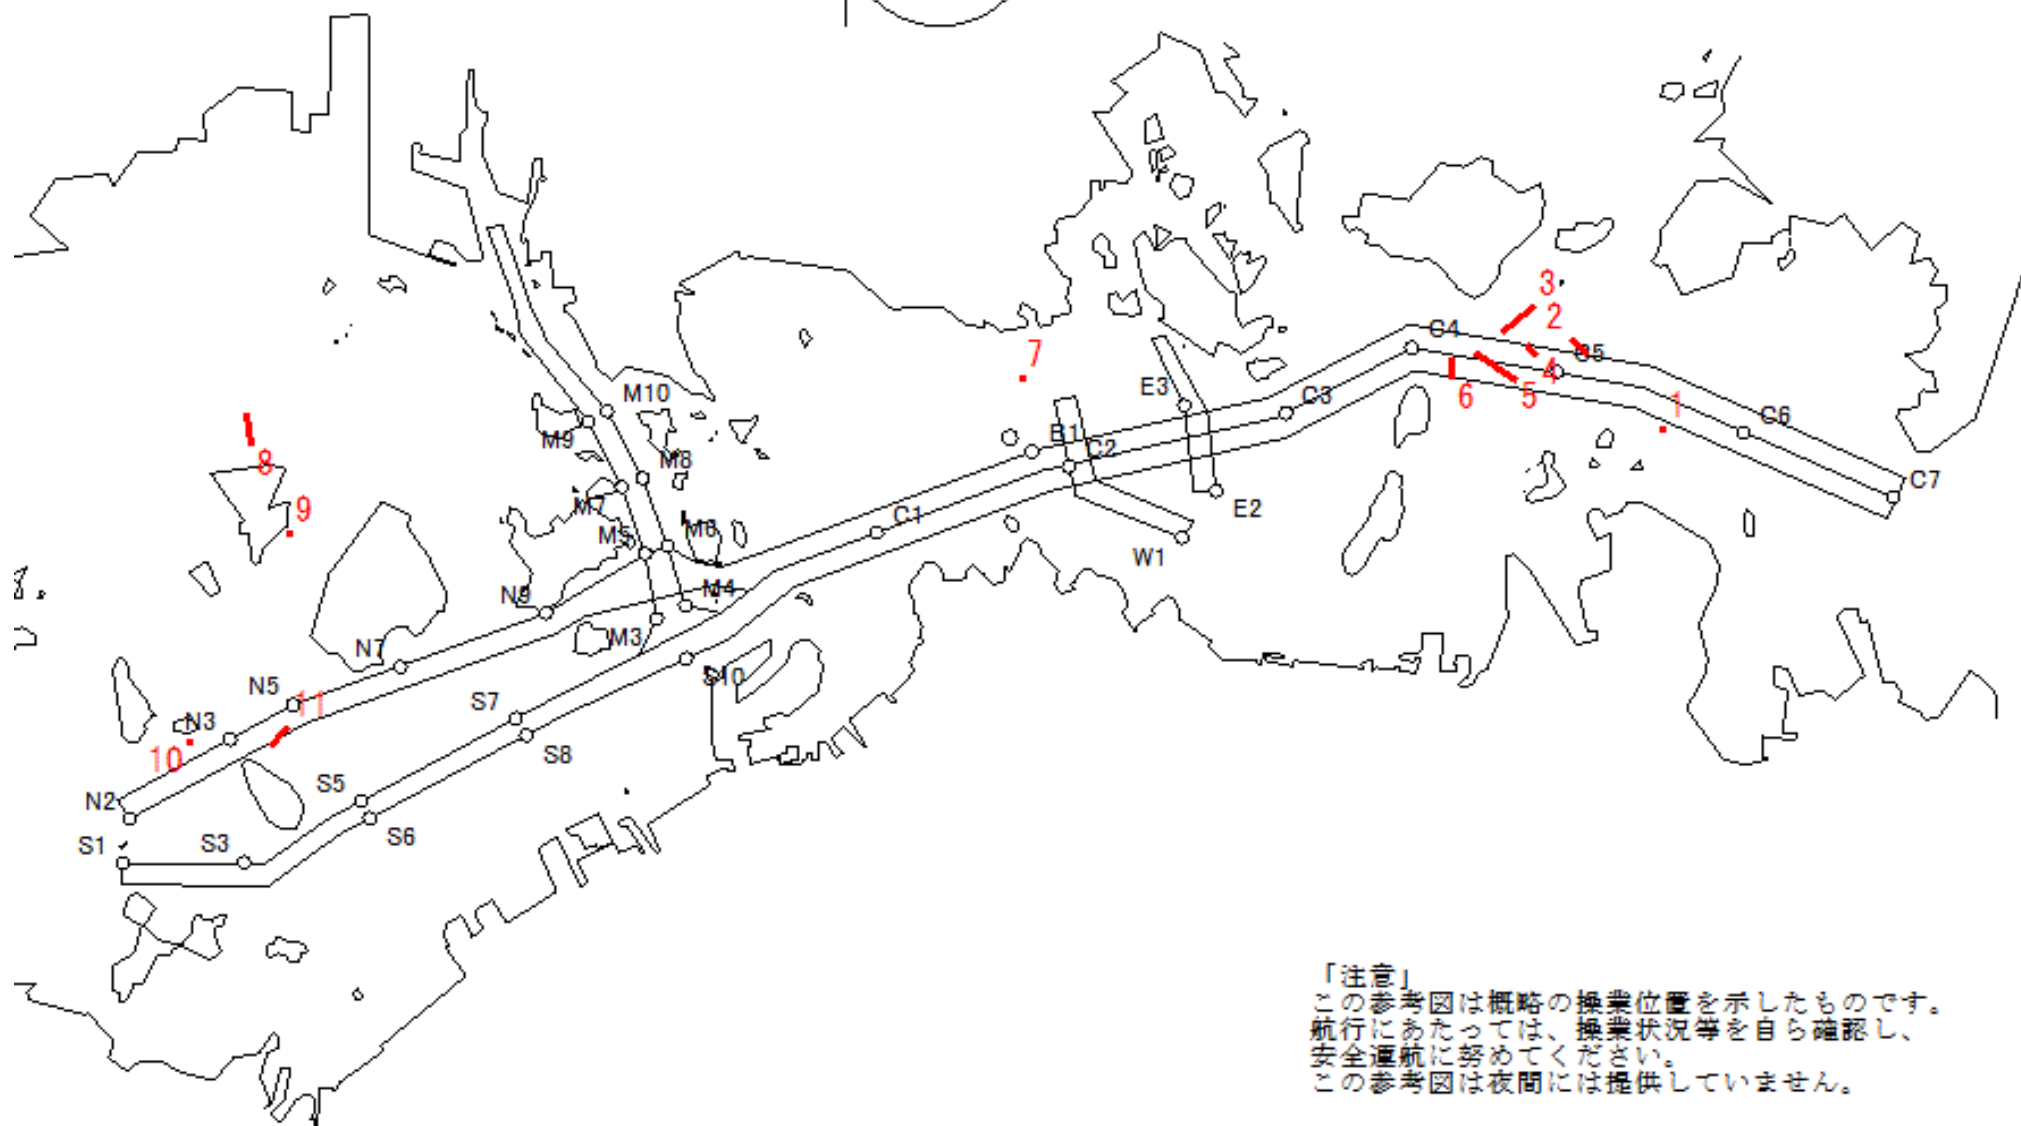 3
2
C4
C5
7
4
E3
6
5
1
M10
C3
C6
M9
B1
C2
8
M8
C7
9
M7
E2
C1
M5
M6
W1
N9
M4
M3
N7
S10
N5
11
N3
S7
10
S8
S5
N2
S6
S1
S3
「注意」
この参考図は概略の操業位置を示したものです。
航行にあたっては、操業状況等を自ら確認し、
安全運航に努めてください。
この参考図は夜間には提供していません。